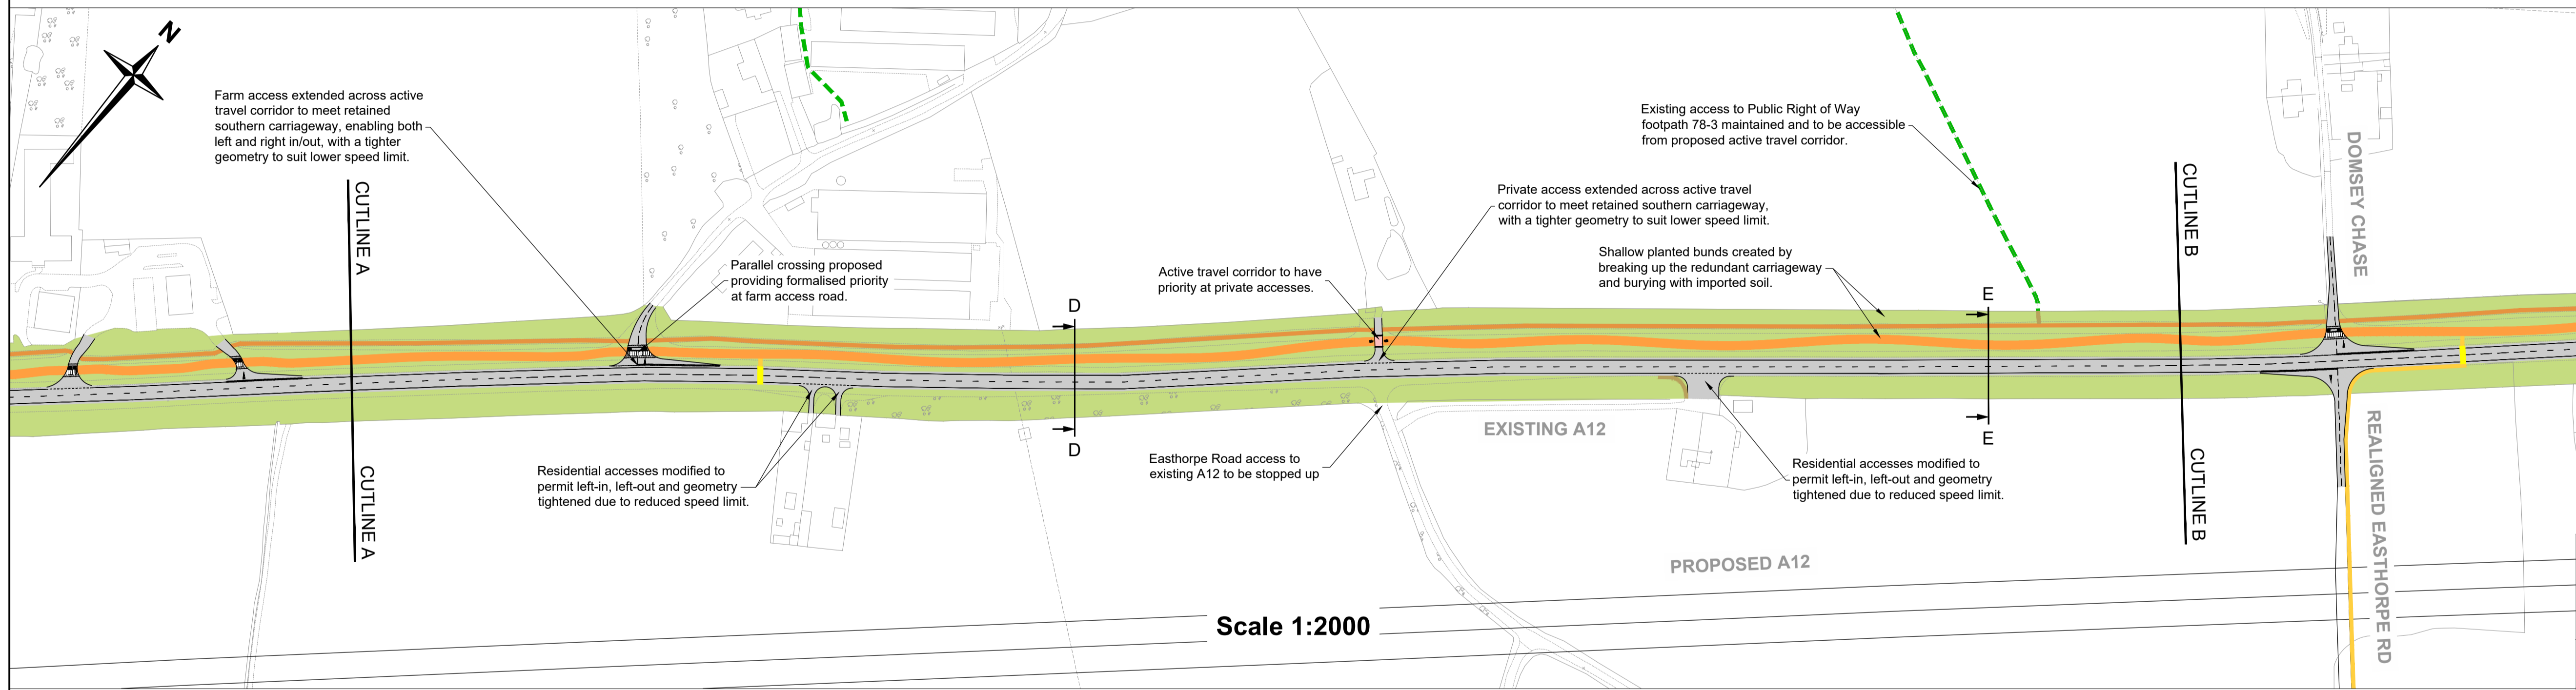 N
Farm access extended across active
travel corridor to meet retained
southern carriageway, enabling both
left and right in/out, with a tighter
geometry to suit lower speed limit.
CUTLINE A
CUTLINE A
Parallel crossing proposed
providing formalised priority
at farm access road.
Residential accesses modified to
permit left-in, left-out and geometry
tightened due to reduced speed limit.
D
D
Active travel corridor to have
priority at private accesses.
Easthorpe Road access to
existing A12 to be stopped up
Private access extended across active travel
corridor to meet retained southern carriageway,
with a tighter geometry to suit lower speed limit.
Existing access to Public Right of Way
footpath 78-3 maintained and to be accessible
from proposed active travel corridor.
Shallow planted bunds created by
breaking up the redundant carriageway
and burying with imported soil.
EXISTING A12
E
E
Residential accesses modified to
permit left-in, left-out and geometry
tightened due to reduced speed limit.
PROPOSED A12
CUTLINE B
CUTLINE B
DOMSEY CHASE
REALIGNED EASTHORPE RD
Scale 1:2000